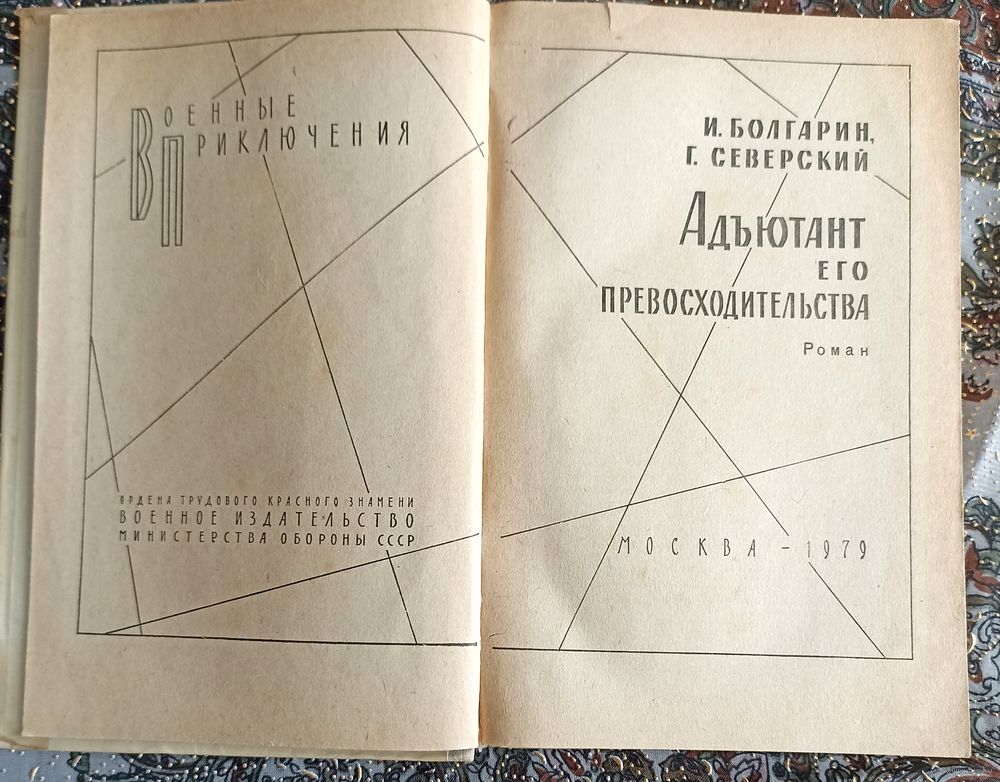 Военные
Приключения
ВП
ОРДЕНА ТРУДОВОГО КРАСНОГО ЗНАМЕНИ
ВОЕННОЕ ИЗДАТЕЛЬСТВО
МИНИСТЕРСТВА ОБОРОНЫ СССР
И. БОЛГАРИН,
Г. СЕВЕРСКИЙ
АДЪЮТАНТ
ЕГО
ПРЕВОСХОДИТЕЛЬСТВА
Роман
МОСКВА – 1979